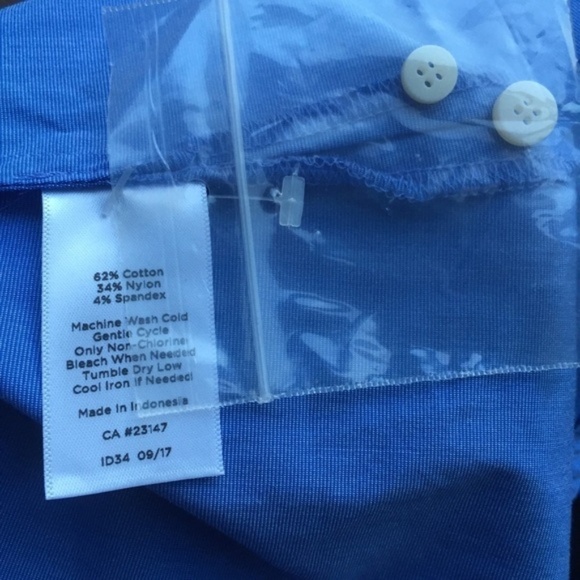 62% Cotton
34% Nylon
4% Spandex
Machine Wash Cold
Gentle Cycle
Only Non-Chlorine
Bleach When Needed
Tumble Dry Low
Cool Iron If Needed
Made In Indonesia
CA #23147
ID34 09/17